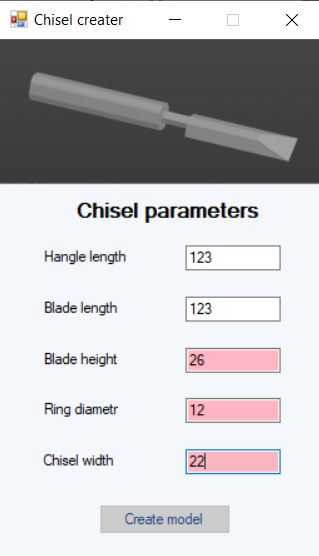 Chisel creater
Chisel parameters
Hangle length 123
Blade length 123
Blade height 26
Ring diametr 12
Chisel width 22
Create model